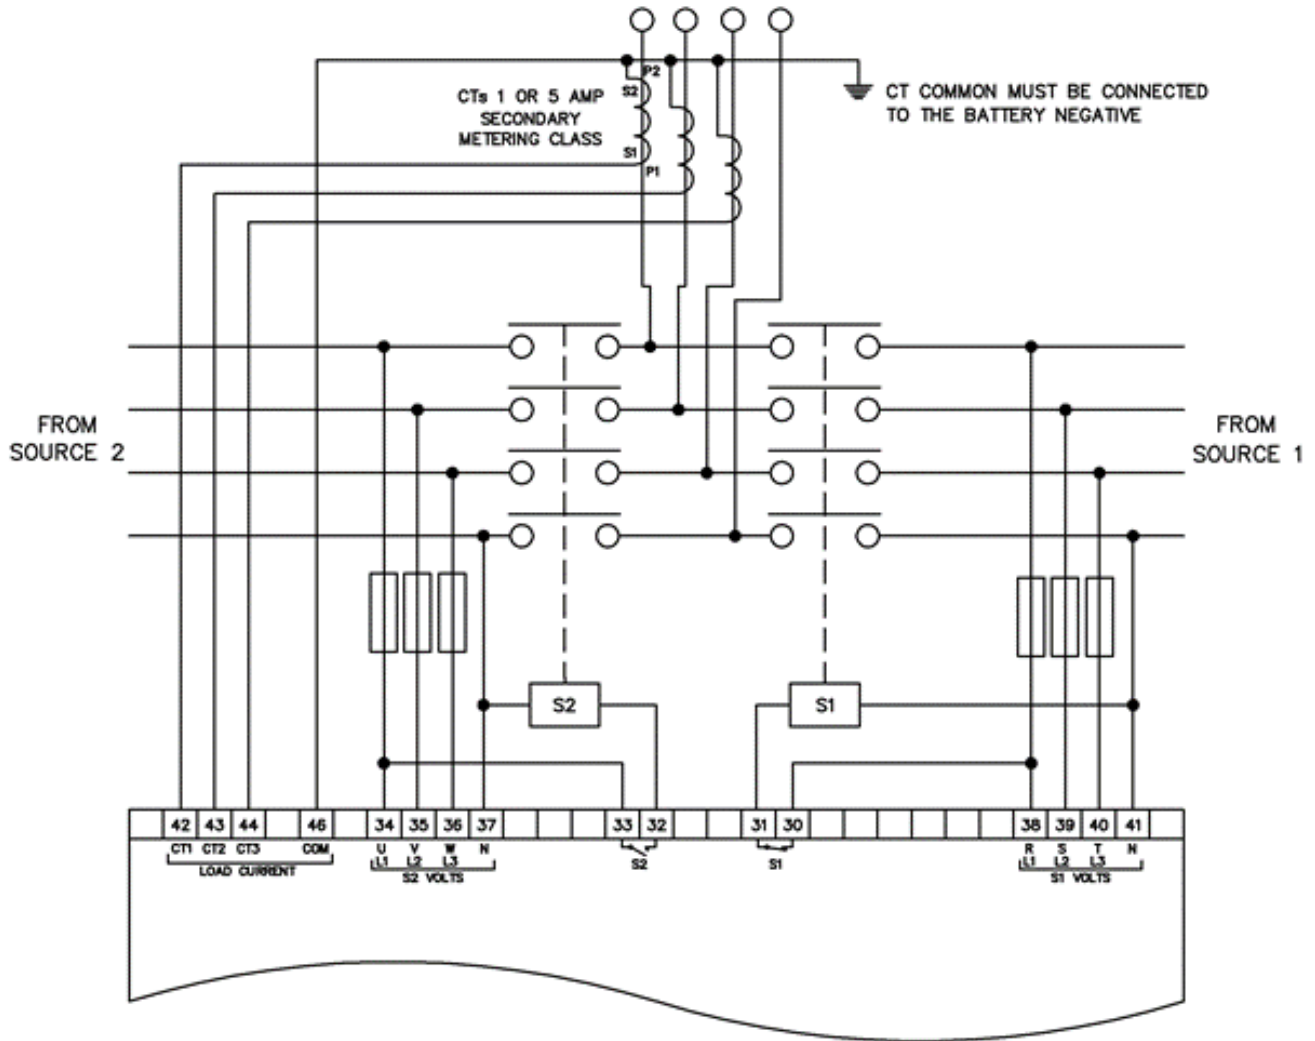 P2
S2
CTs 1 OR 5 AMP
SECONDARY
METERING CLASS
S1
P1
CT COMMON MUST BE CONNECTED
TO THE BATTERY NEGATIVE
FROM
SOURCE 2
FROM
SOURCE 1
S2
S1
42 43 44 46 34 35 36 37 33 32 31 30 38 39 40 41
CT1 CT2 CT3 COM U V W N R S T N
L1 L2 L3 S2 S1 L1 L2 L3
LOAD CURRENT S2 VOLTS S1 VOLTS